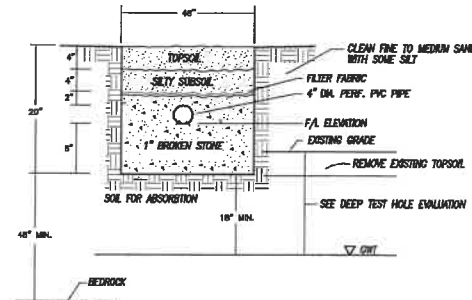 48"
4"
TOPSOIL
CLEAN FINE TO MEDIUM SAND
WITH SOME SILT
4"
SILTY SUBSOIL
FILTER FABRIC
2"
4" DIA. PERF. PVC PIPE
20"
F/L ELEVATION
EXISTING GRADE
1" BROKEN STONE
REMOVE EXISTING TOPSOIL
SOIL FOR ABSORPTION
18" MIN.
SEE DEEP TEST HOLE EVALUATION
48" MIN.
GWT
BEDROCK